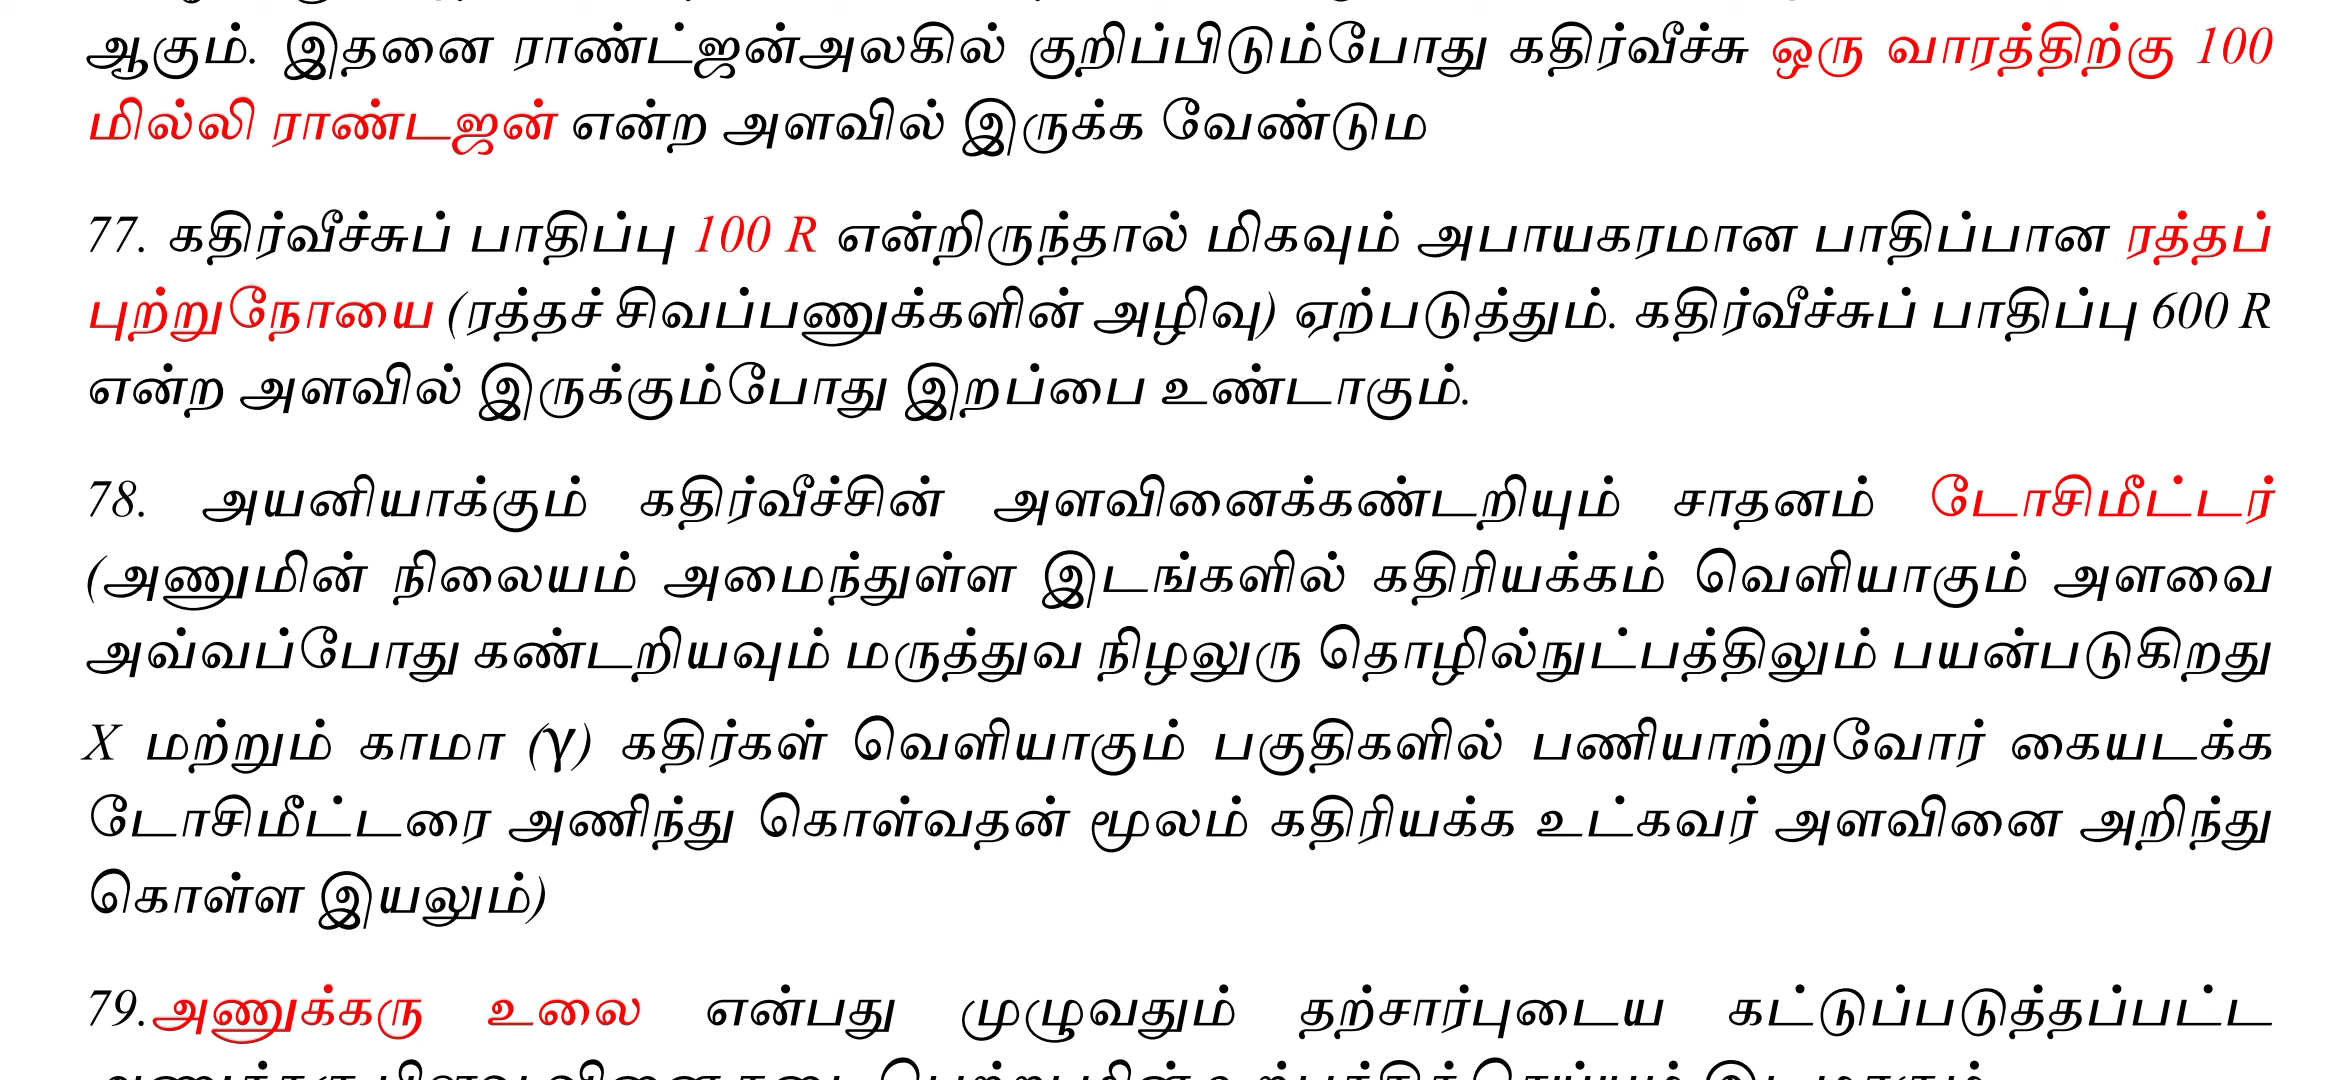 ஆகும். இதனை ராண்ட்ஜன்அலகில் குறிப்பிடும்போது கதிர்வீச்சு ஒரு வாரத்திற்கு 100
மில்லி ராண்டஜன் என்ற அளவில் இருக்க வேண்டும
77. கதிர்வீச்சுப் பாதிப்பு 100 R என்றிருந்தால் மிகவும் அபாயகரமான பாதிப்பான ரத்தப்
புற்றுநோயை (ரத்தச் சிவப்பணுக்களின் அழிவு) ஏற்படுத்தும். கதிர்வீச்சுப் பாதிப்பு 600 R
என்ற அளவில் இருக்கும்போது இறப்பை உண்டாகும்.
78. அயனியாக்கும் கதிர்வீச்சின் அளவினைக்கண்டறியும் சாதனம் டோசிமீட்டர்
(அணுமின் நிலையம் அமைந்துள்ள இடங்களில் கதிரியக்கம் வெளியாகும் அளவை
அவ்வப்போது கண்டறியவும் மருத்துவ நிழலுரு தொழில்நுட்பத்திலும் பயன்படுகிறது
X மற்றும் காமா (γ) கதிர்கள் வெளியாகும் பகுதிகளில் பணியாற்றுவோர் கையடக்க
டோசிமீட்டரை அணிந்து கொள்வதன் மூலம் கதிரியக்க உட்கவர் அளவினை அறிந்து
கொள்ள இயலும்)
79.அணுக்கரு உலை என்பது முழுவதும் தற்சார்புடைய கட்டுப்படுத்தப்பட்ட